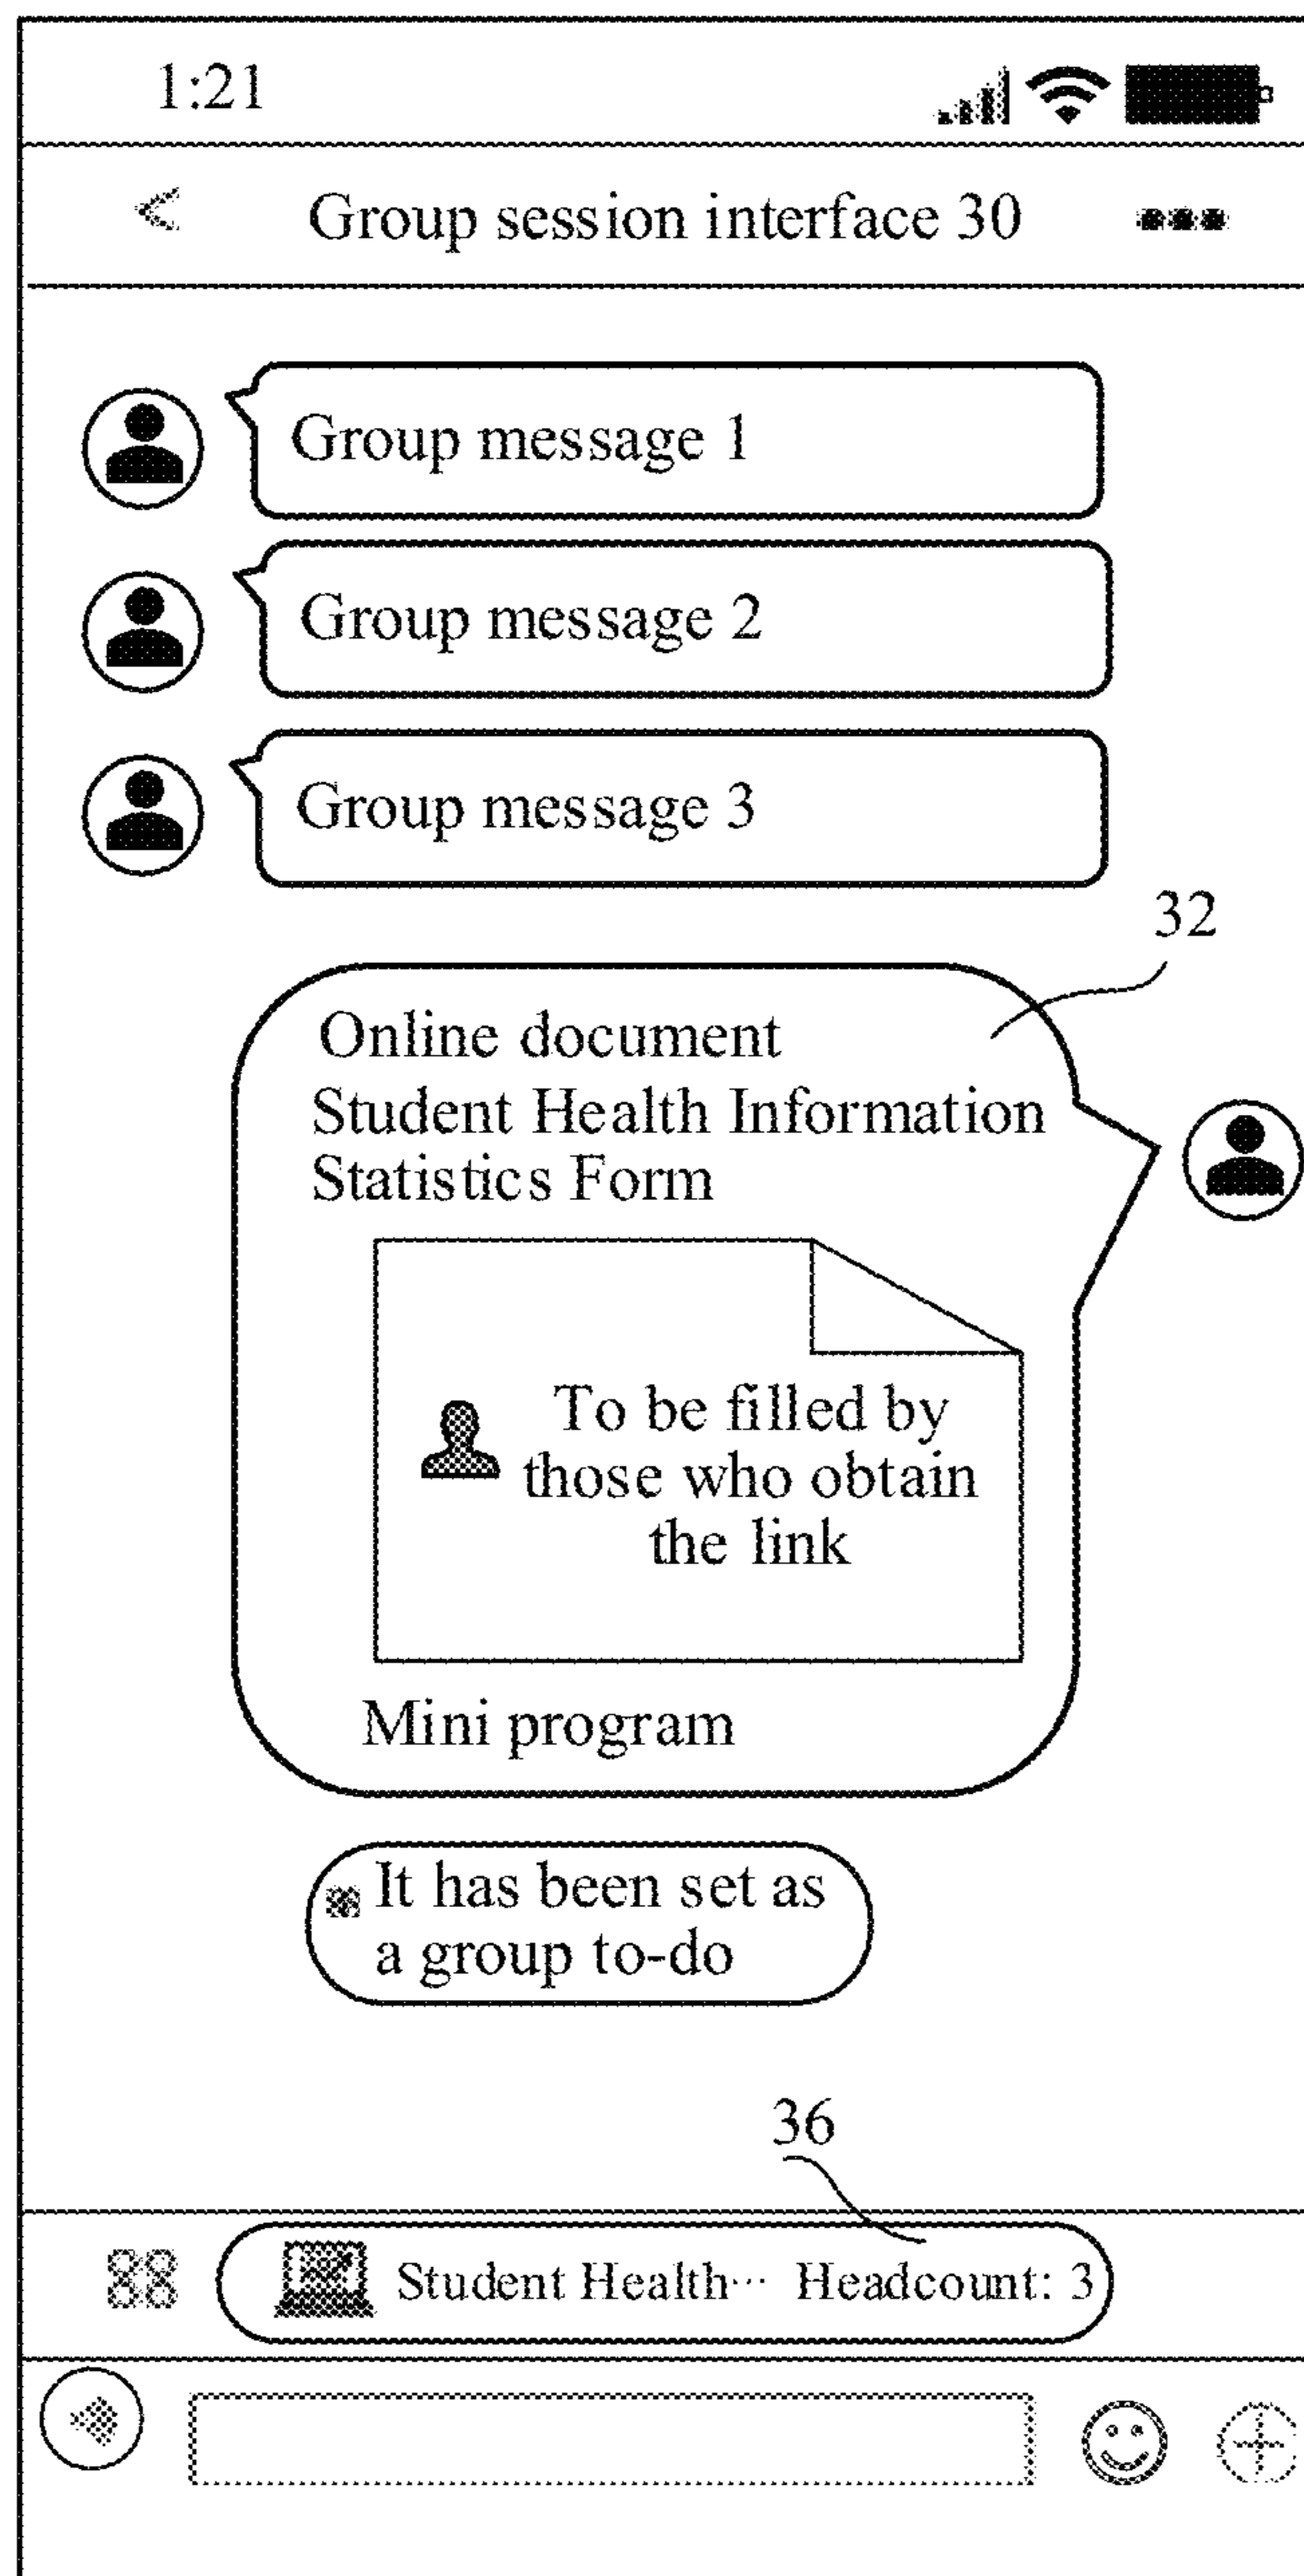 1:21
Group session interface 30
Group message 1
Group message 2
Group message 3
32
Online document
Student Health Information
Statistics Form
To be filled by
those who obtain
the link
Mini program
It has been set as
a group to-do
36
Student Health··· Headcount: 3